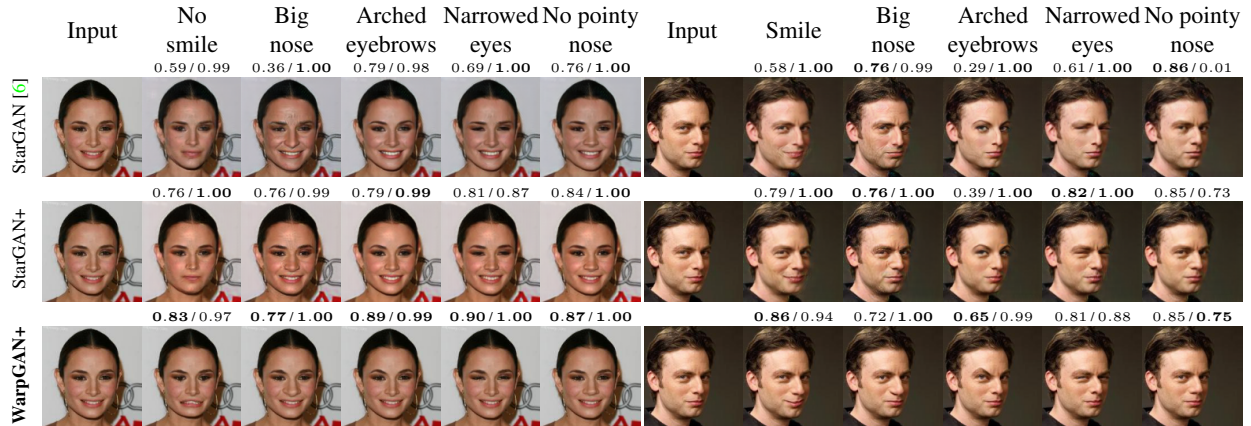 Input No smile Big nose Arched eyebrows Narrowed eyes No pointy nose Input Smile Big nose Arched eyebrows Narrowed eyes No pointy nose
0.59 / 0.99 0.36 / 1.00 0.79 / 0.98 0.69 / 1.00 0.76 / 1.00 0.58 / 1.00 0.76 / 0.99 0.29 / 1.00 0.61 / 1.00 0.86 / 0.01
StarGAN [6]
0.76 / 1.00 0.76 / 0.99 0.79 / 0.99 0.81 / 0.87 0.84 / 1.00 0.79 / 1.00 0.76 / 1.00 0.39 / 1.00 0.82 / 1.00 0.85 / 0.73
StarGAN+
0.83 / 0.97 0.77 / 1.00 0.89 / 0.99 0.90 / 1.00 0.87 / 1.00 0.86 / 0.94 0.72 / 1.00 0.65 / 0.99 0.81 / 0.88 0.85 / 0.75
WarpGAN+